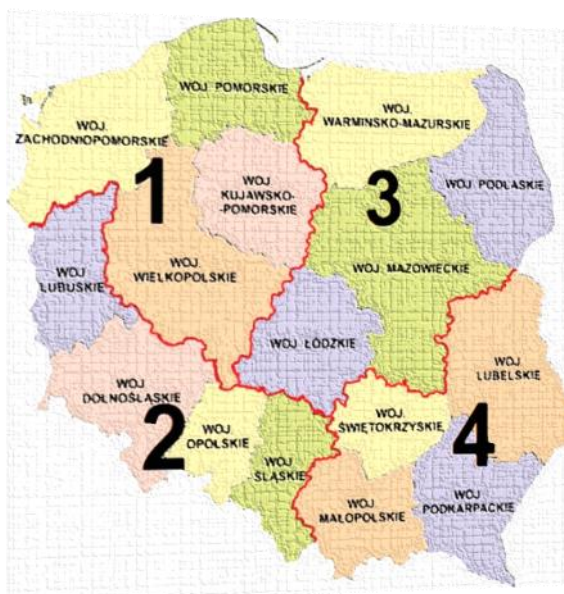 WOJ. POMORSKIE
WOJ.
ZACHODNIOPOMORSKIE
WOJ.
WARMIŃSKO-MAZURSKIE
1
WOJ.
KUJAWSKO-
-POMORSKIE
3
WOJ. PODLASKIE
WOJ.
LUBUSKIE
WOJ.
WIELKOPOLSKIE
WOJ. MAZOWIECKIE
WOJ. ŁÓDZKIE
WOJ.
LUBELSKIE
WOJ.
DOLNOŚLĄSKIE
2
WOJ.
OPOLSKIE
WOJ.
ŚWIĘTOKRZYSKIE
4
WOJ.
ŚLĄSKIE
WOJ.
MAŁOPOLSKIE
WOJ.
PODKARPACKIE